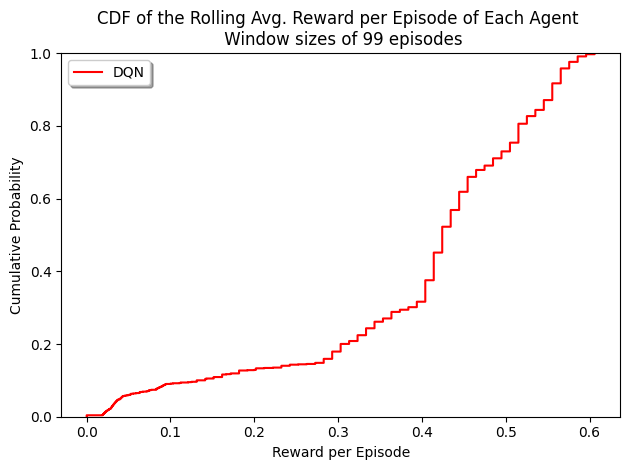 CDF of the Rolling Avg. Reward per Episode of Each Agent
Window sizes of 99 episodes
DQN
1.0
0.8
0.6
0.4
0.2
0.0
Cumulative Probability
0.0 0.1 0.2 0.3 0.4 0.5 0.6
Reward per Episode